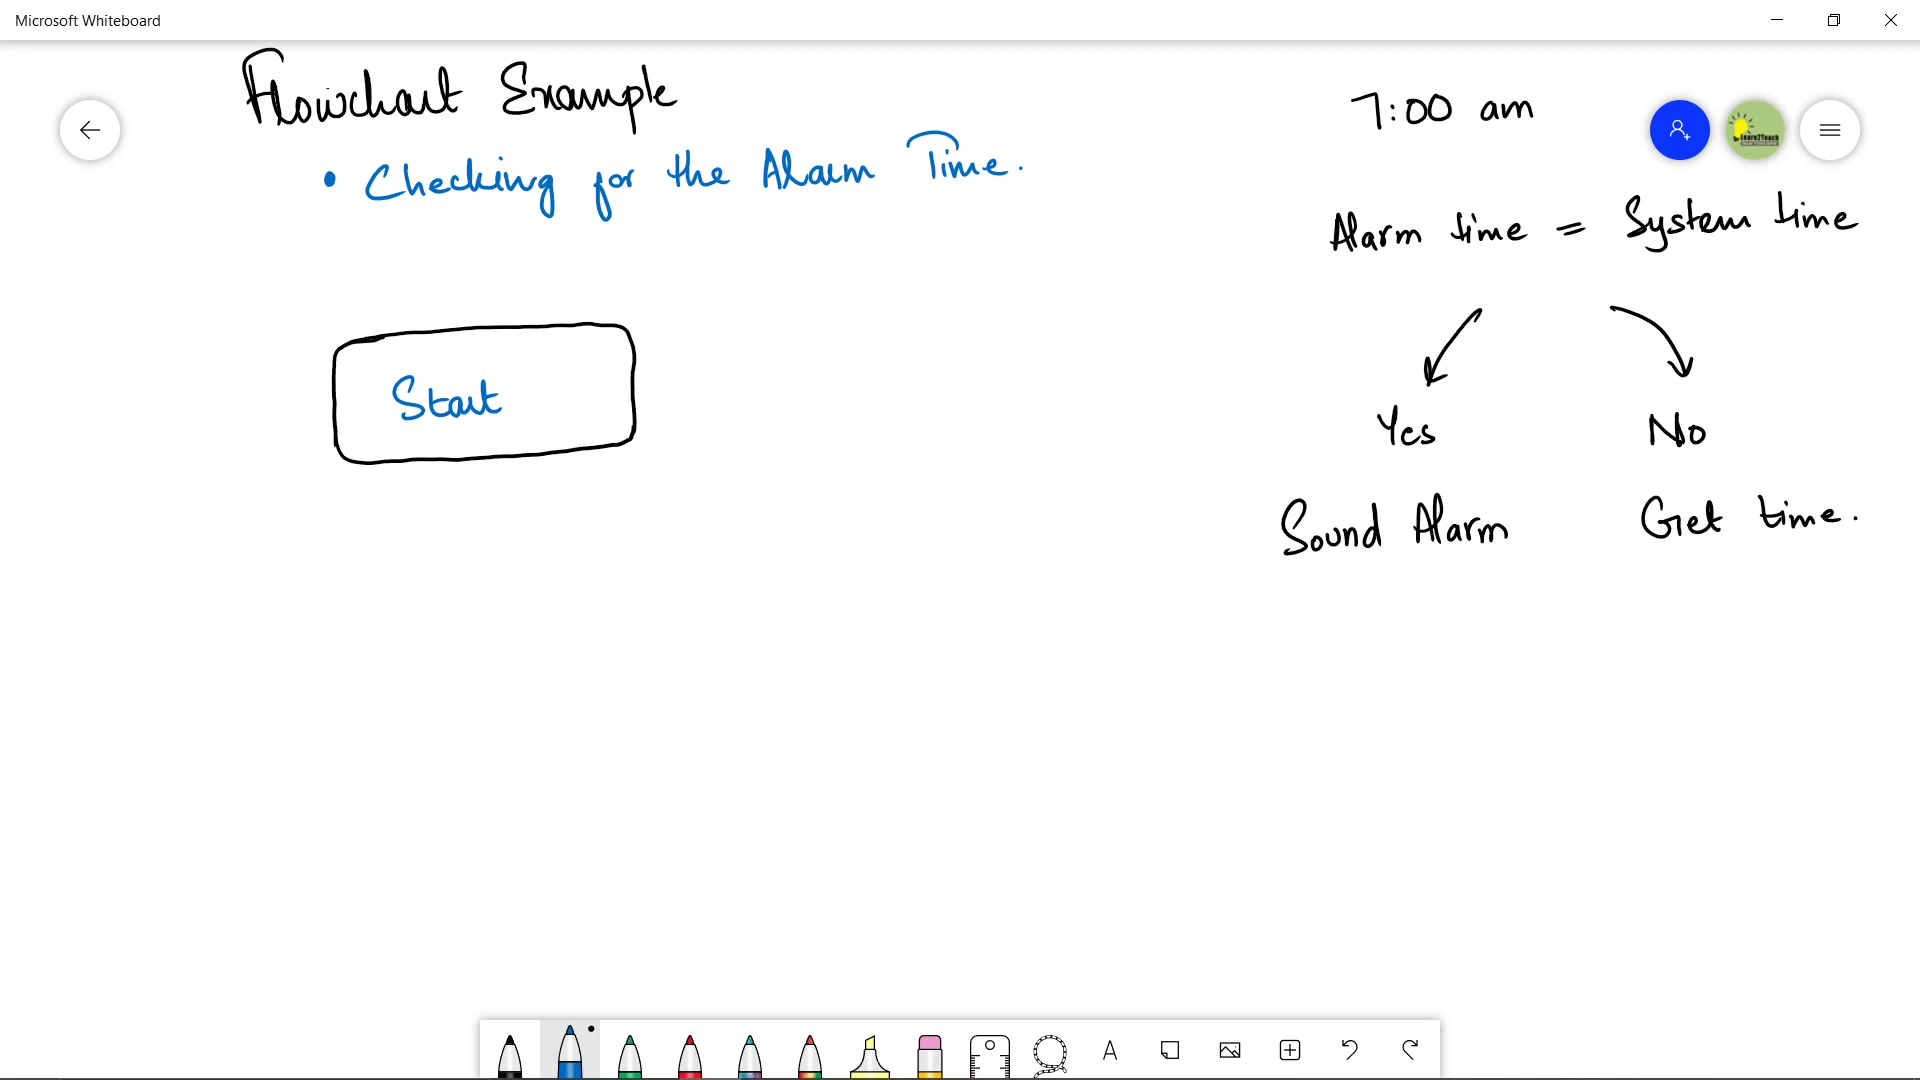 Microsoft Whiteboard
Flowchart Example
• Checking for the Alarm Time.
7:00 am
Alarm time = System time
Start
Yes No
Sound Alarm Get time.
Learn2Teach
A